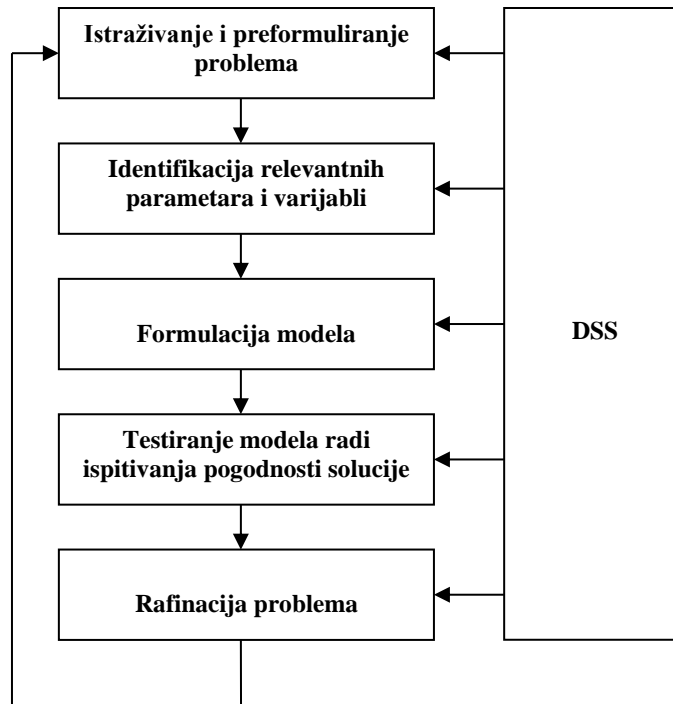 Istraživanje i preformuliranje
problema
Identifikacija relevantnih
parametara i varijabli
Formulacija modela
DSS
Testiranje modela radi
ispitivanja pogodnosti solucije
Rafinacija problema